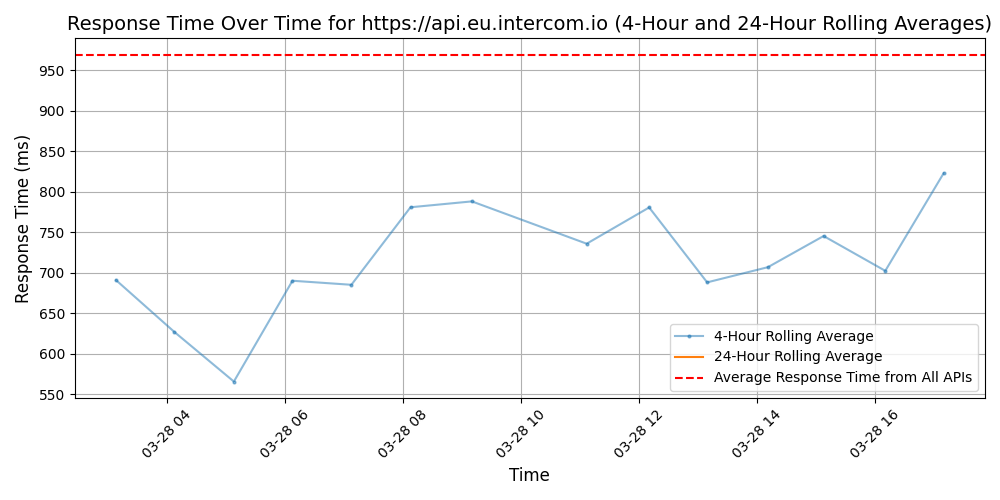 Response Time Over Time for https://api.eu.intercom.io (4-Hour and 24-Hour Rolling Averages)
Response Time (ms)
950
900
850
800
750
700
650
600
550
4-Hour Rolling Average
24-Hour Rolling Average
Average Response Time from All APIs
03-28 04
03-28 06
03-28 08
03-28 10
03-28 12
03-28 14
03-28 16
Time